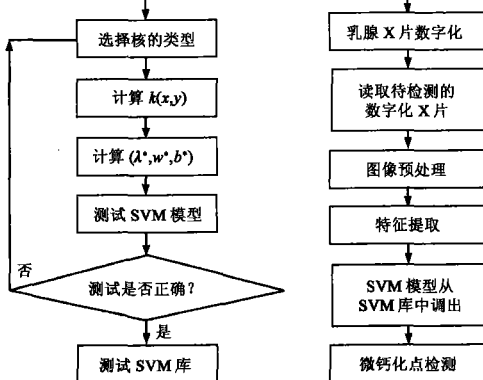 选择核的类型
计算 k(x,y)
计算 (λ*,w*,b*)
测试 SVM 模型
否
测试是否正确?
是
测试 SVM 库
乳腺 X 片数字化
读取待检测的
数字化 X 片
图像预处理
特征提取
SVM 模型从
SVM 库中调出
微钙化点检测